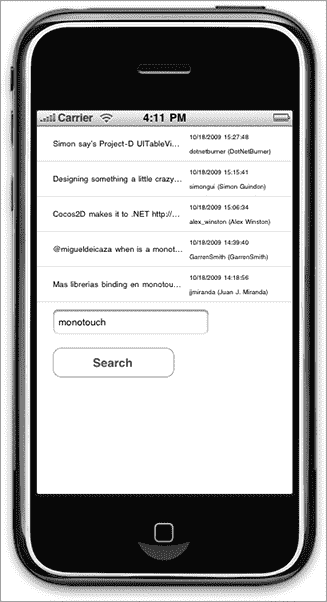 Carrier 4:11 PM
Simon say's Project-D UITableVi...
10/18/2009 15:27:48
dotnetburner (DotNetBurner)
Designing something a little crazy...
10/18/2009 15:15:41
simongui (Simon Guindon)
Cocos2D makes it to .NET http:/...
10/18/2009 15:06:34
alex_winston (Alex Winston)
@migueldeicaza when is a monot...
10/18/2009 14:39:40
GarrenSmith (GarrenSmith)
Mas librerias binding en monotou...
10/18/2009 14:18:56
jjmiranda (Juan J. Miranda)
monotouch
Search